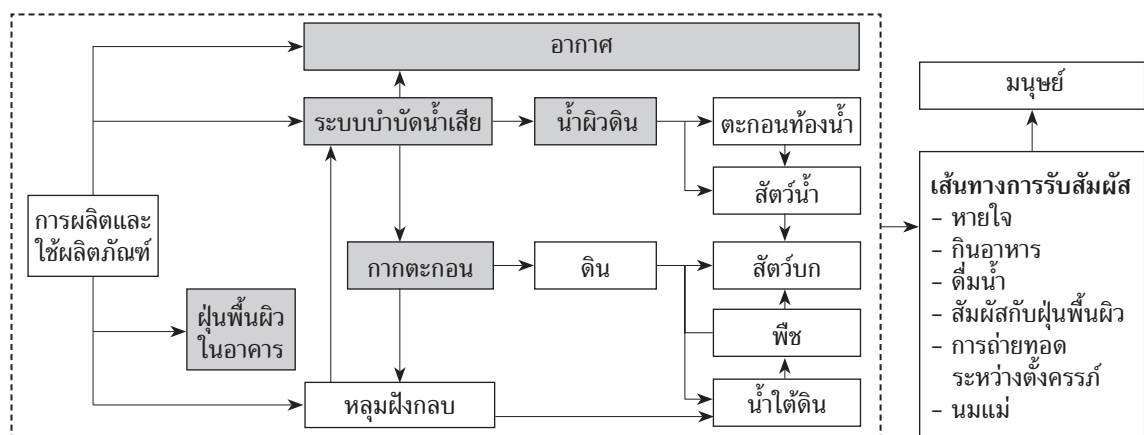 อากาศ
ระบบบำบัดน้ำเสีย
น้ำผิวดิน
ตะกอนท้องน้ำ
สัตว์น้ำ
การผลิตและ
ใช้ผลิตภัณฑ์
กากตะกอน
ดิน
สัตว์บก
ฝุ่นพื้นผิว
ในอาคาร
พืช
หลุมฝังกลบ
น้ำใต้ดิน
มนุษย์
เส้นทางการรับสัมผัส
– หายใจ
– กินอาหาร
– ดื่มน้ำ
– สัมผัสกับฝุ่นพื้นผิว
– การถ่ายทอด
ระหว่างตั้งครรภ์
– นมแม่